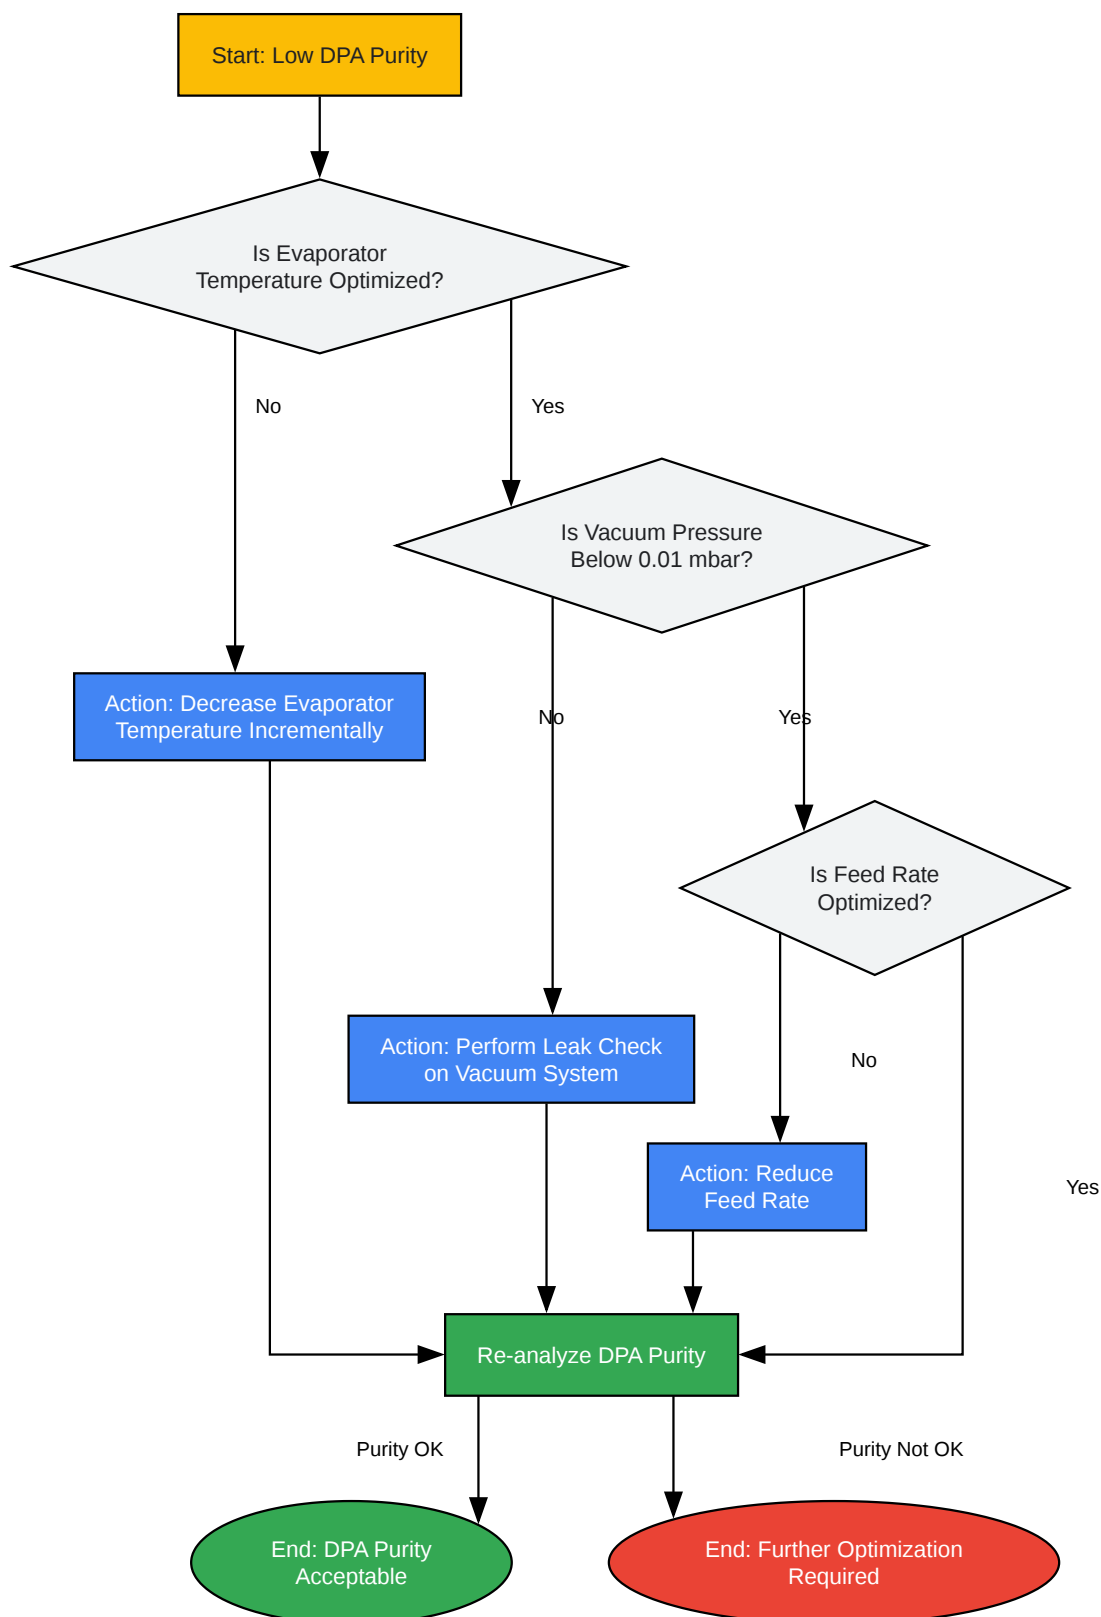 Start: Low DPA Purity
Is Evaporator
Temperature Optimized?
No
Yes
Is Vacuum Pressure
Below 0.01 mbar?
Action: Decrease Evaporator
Temperature Incrementally
No
Yes
Is Feed Rate
Optimized?
Action: Perform Leak Check
on Vacuum System
No
Action: Reduce
Feed Rate
Yes
Re-analyze DPA Purity
Purity OK
Purity Not OK
End: DPA Purity
Acceptable
End: Further Optimization
Required